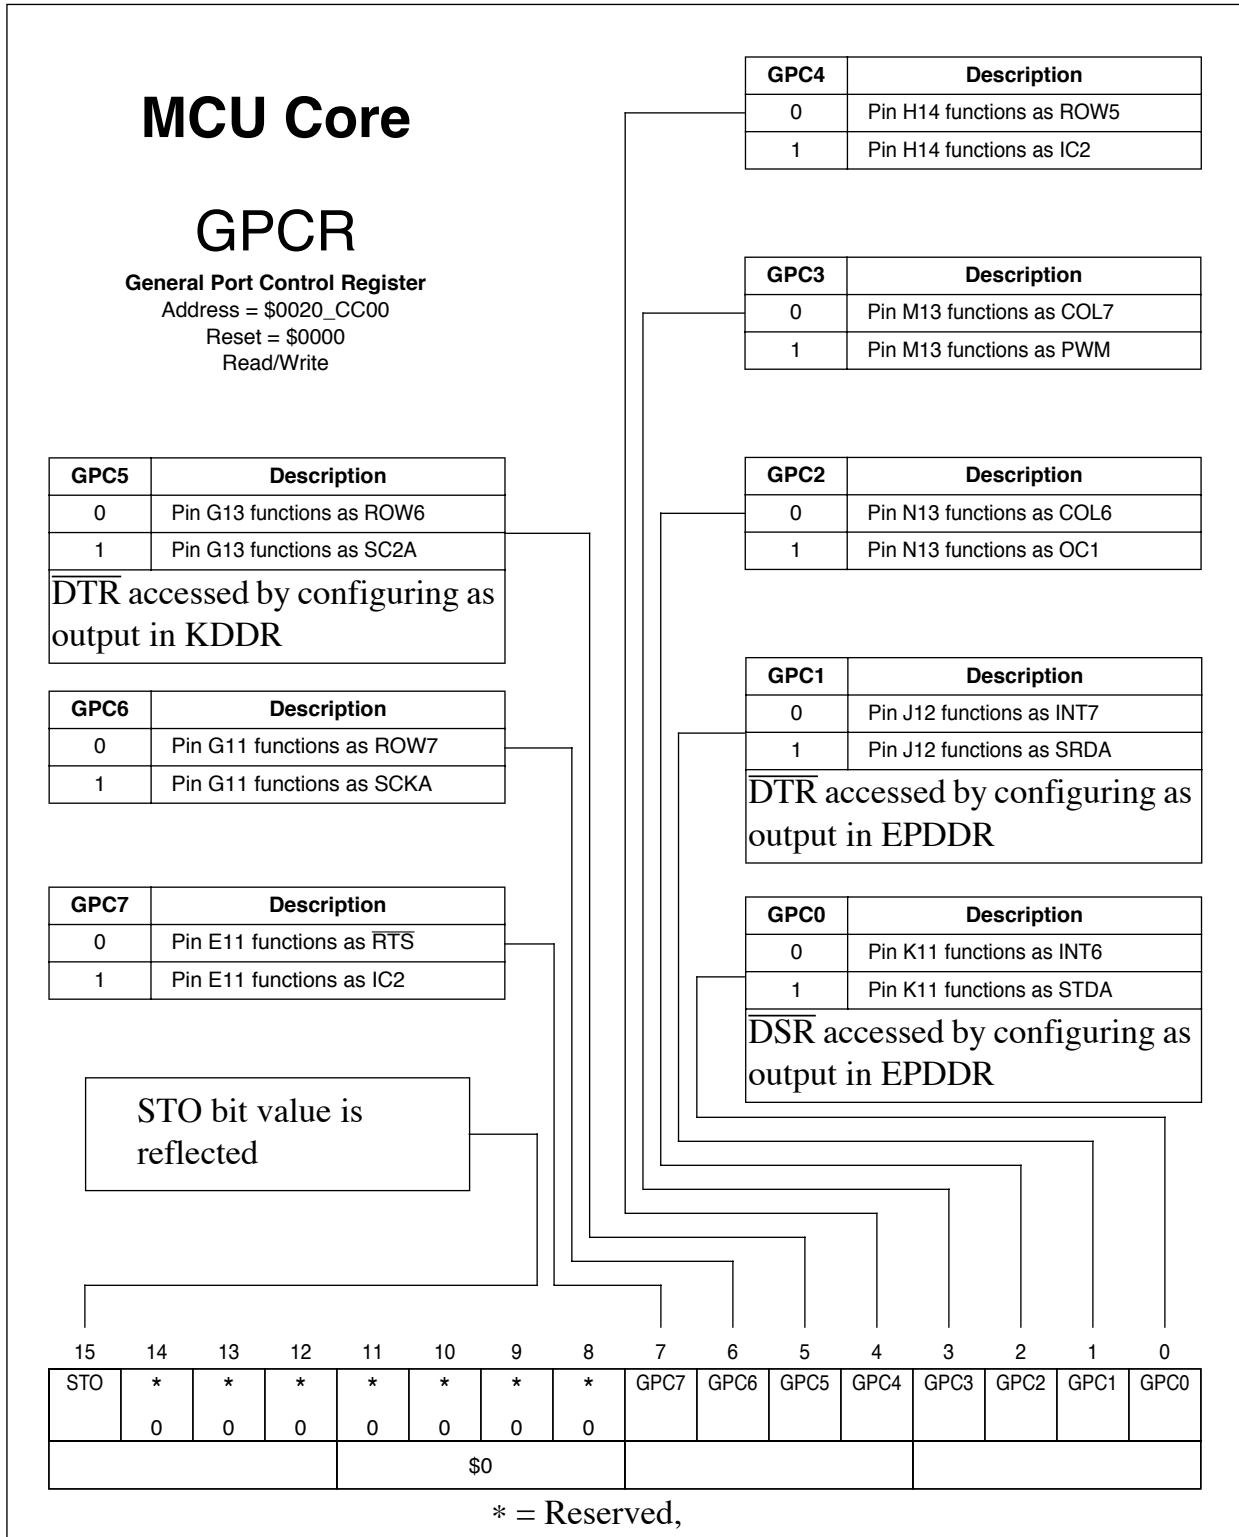 MCU Core
GPCR
General Port Control Register
Address = $0020_CC00
Reset = $0000
Read/Write
GPC5 Description
0 Pin G13 functions as ROW6
1 Pin G13 functions as SC2A
D̅T̅R̅ accessed by configuring as
output in KDDR
GPC6 Description
0 Pin G11 functions as ROW7
1 Pin G11 functions as SCKA
GPC7 Description
0 Pin E11 functions as R̅T̅S̅
1 Pin E11 functions as IC2
STO bit value is
reflected
GPC4 Description
0 Pin H14 functions as ROW5
1 Pin H14 functions as IC2
GPC3 Description
0 Pin M13 functions as COL7
1 Pin M13 functions as PWM
GPC2 Description
0 Pin N13 functions as COL6
1 Pin N13 functions as OC1
GPC1 Description
0 Pin J12 functions as INT7
1 Pin J12 functions as SRDA
D̅T̅R̅ accessed by configuring as
output in EPDDR
GPC0 Description
0 Pin K11 functions as INT6
1 Pin K11 functions as STDA
D̅S̅R̅ accessed by configuring as
output in EPDDR
15 14 13 12 11 10 9 8 7 6 5 4 3 2 1 0
STO * * * * * * * GPC7 GPC6 GPC5 GPC4 GPC3 GPC2 GPC1 GPC0
0 0 0 0 0 0 0
$0
* = Reserved,